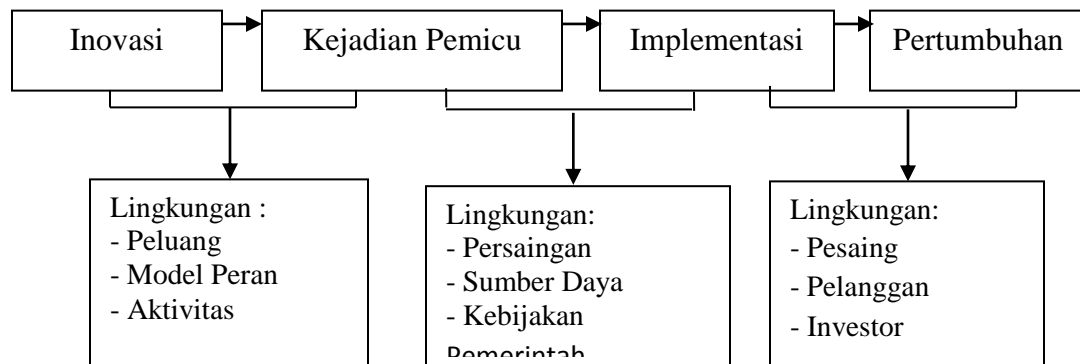 Inovasi
Kejadian Pemicu
Implementasi
Pertumbuhan
Lingkungan :
- Peluang
- Model Peran
- Aktivitas
Lingkungan:
- Persaingan
- Sumber Daya
- Kebijakan
Pemerintah
Lingkungan:
- Pesaing
- Pelanggan
- Investor